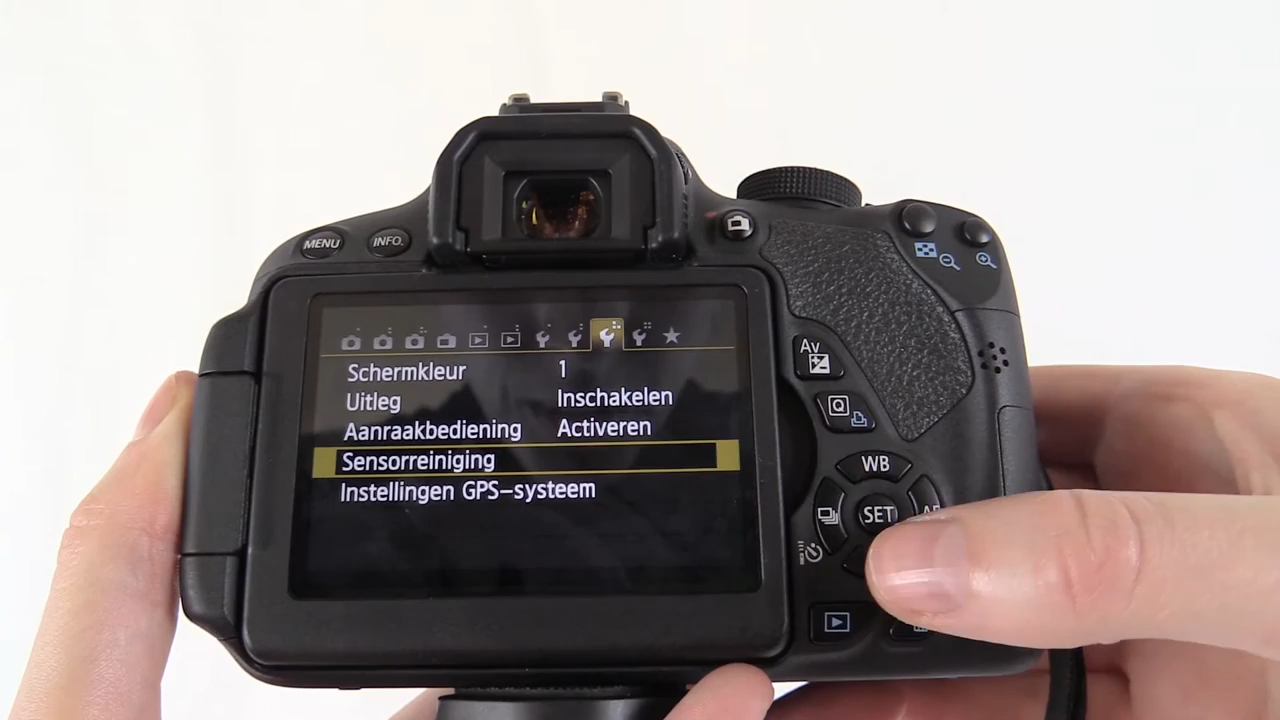 MENU
INFO.
Schermkleur 1
Uitleg Inschakelen
Aanraakbediening Activeren
Sensorreiniging
Instellingen GPS-systeem
Av
Q
WB
SET